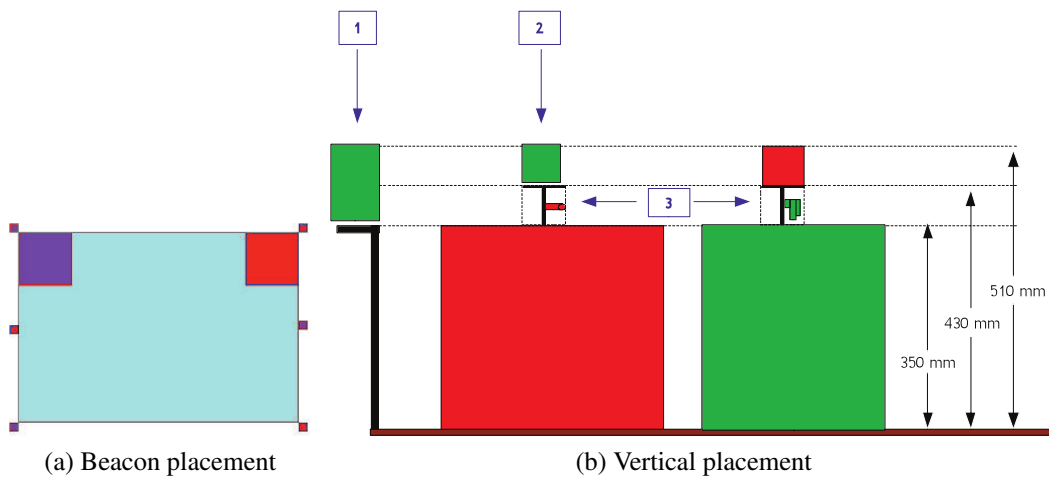 1
2
3
510 mm
430 mm
350 mm
(a) Beacon placement
(b) Vertical placement